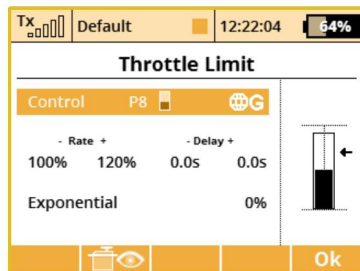 Tx Default 12:22:04 64%
Throttle Limit
Control P8 G
- Rate + - Delay +
100% 120% 0.0s 0.0s
Exponential 0%
Ok